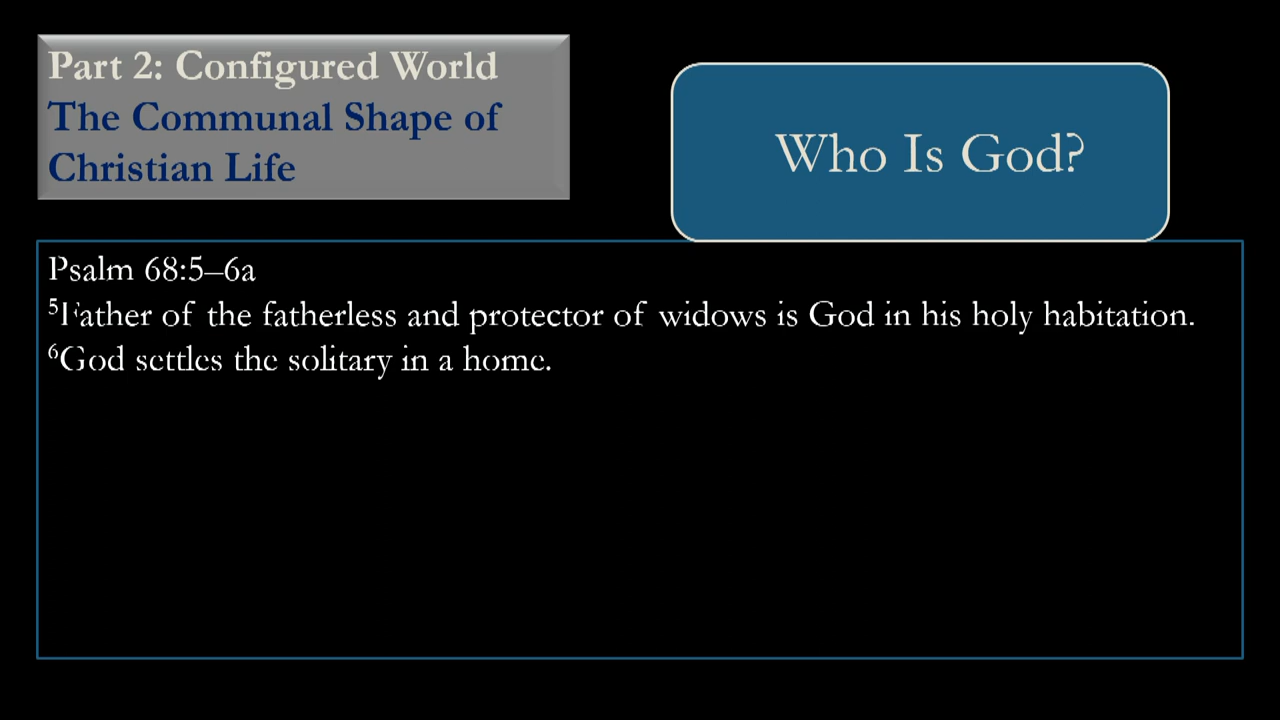 Part 2: Configured World
The Communal Shape of
Christian Life
Who Is God?
Psalm 68:5–6a
⁵Father of the fatherless and protector of widows is God in his holy habitation.
⁶God settles the solitary in a home.